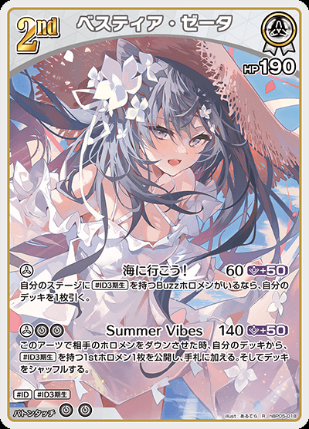 2nd ベスティア・ゼータ
HP190
海に行こう! 60 +50
自分のステージに#ID3期生を持つBuzzホロメンがいるなら、自分の
デッキを1枚引く。
Summer Vibes 140 +50
このアーツで相手のホロメンをダウンさせた時、自分のデッキから、
#ID3期生を持つ1stホロメン1枚を公開し、手札に加える。そしてデッキ
をシャッフルする。
#ID #ID3期生
バトンタッチ
illust: あるてら R hBP05-018